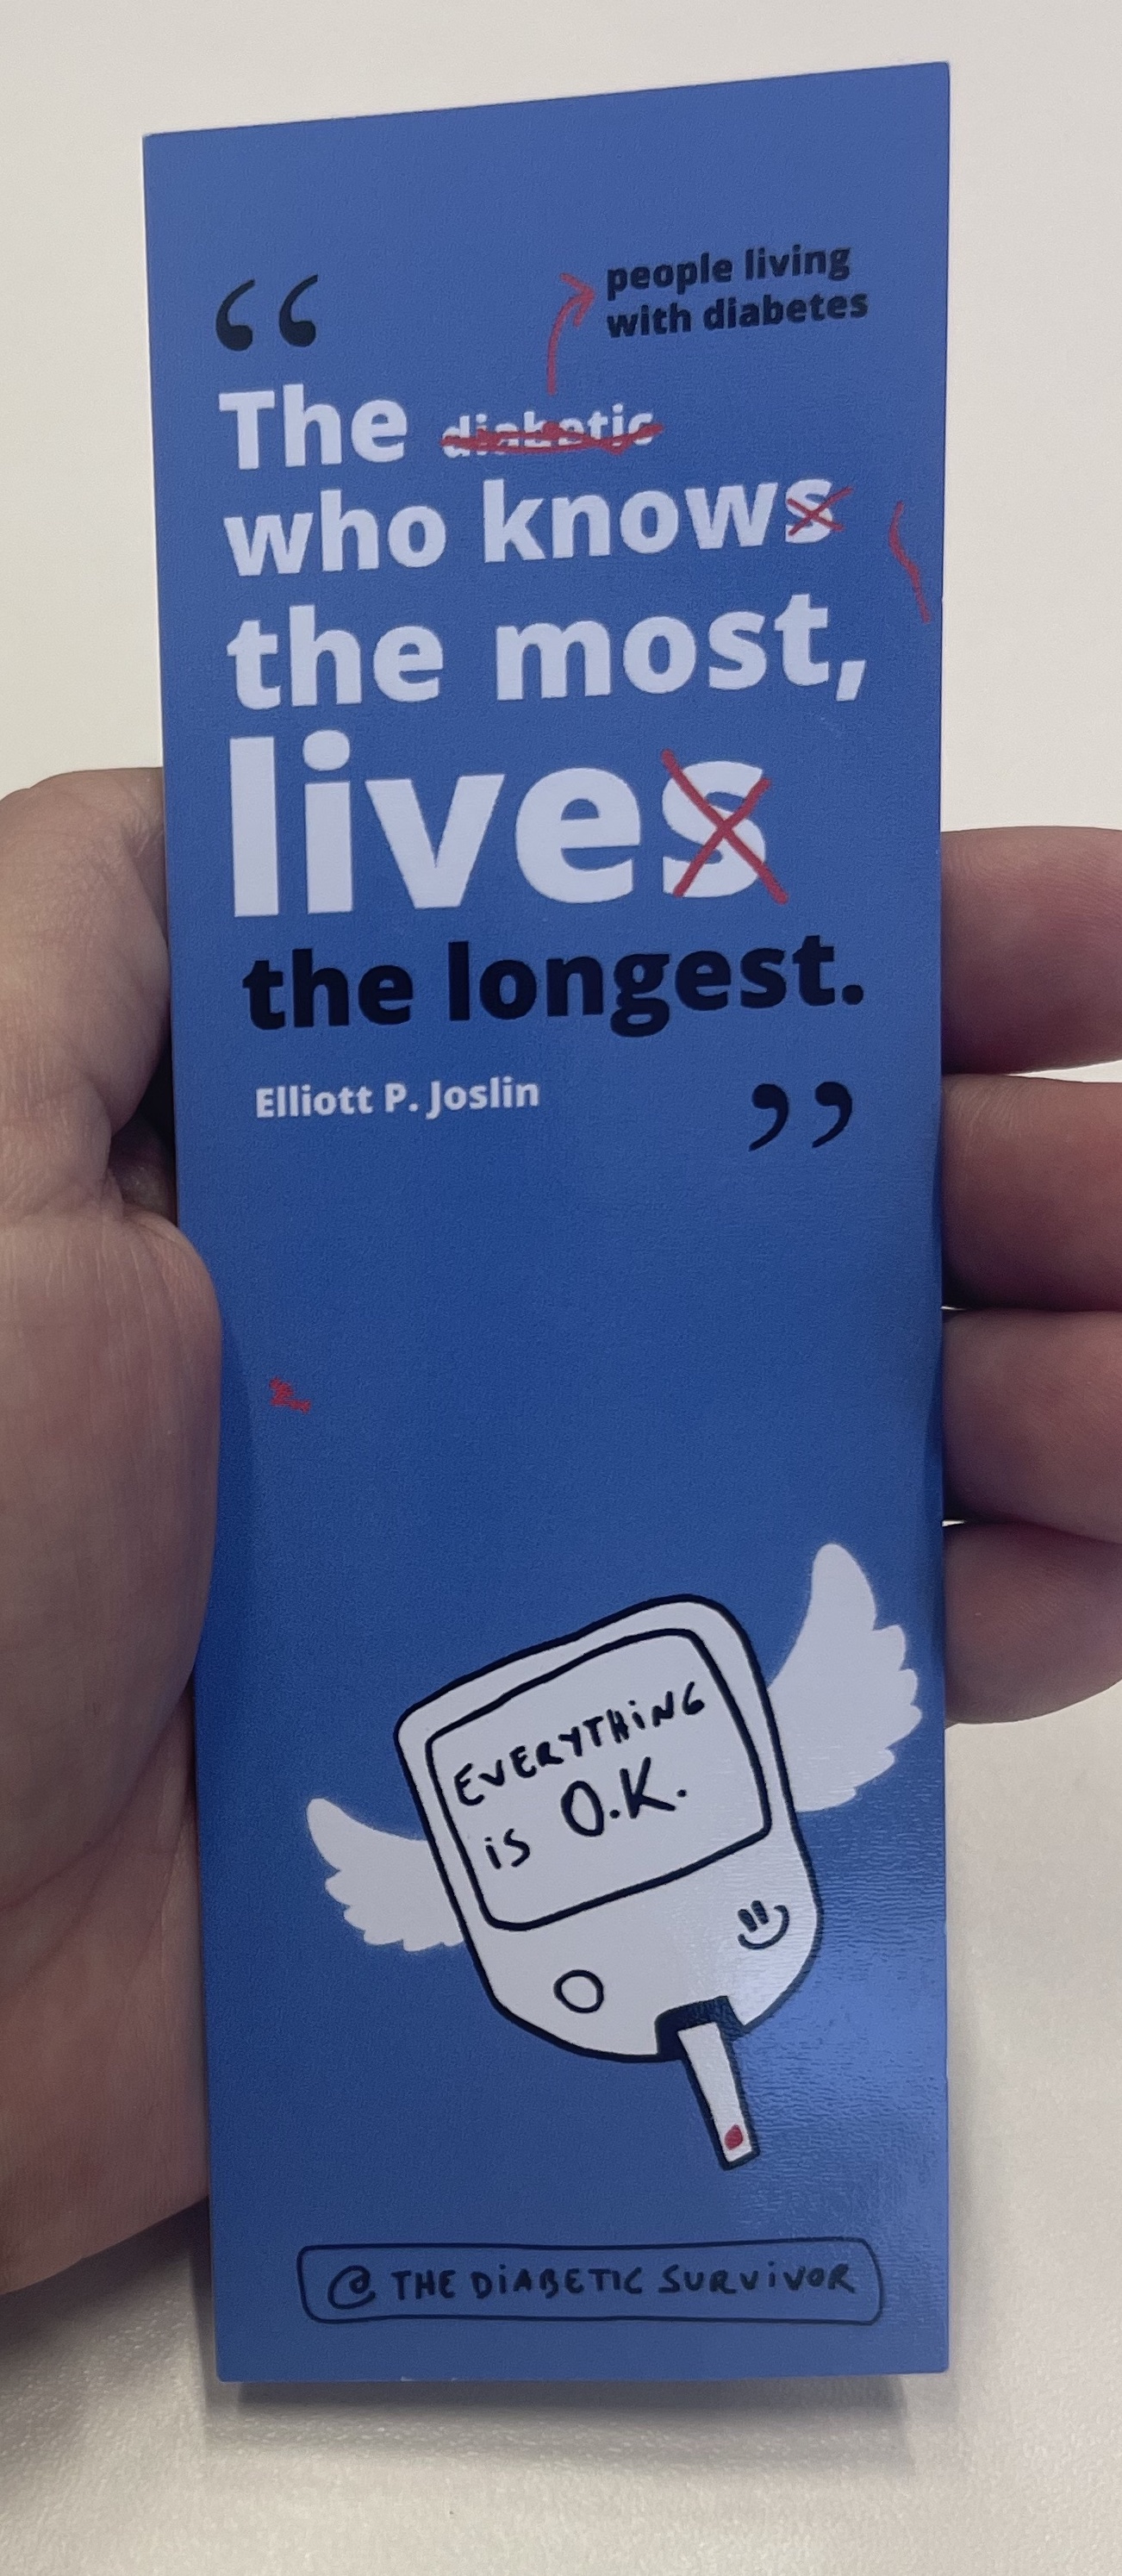 people living
with diabetes
The diabetic
who knows
the most,
lives
the longest.
Elliott P. Joslin
EVERYTHING
is O.K.
@ THE DiABETIC SURViVOR